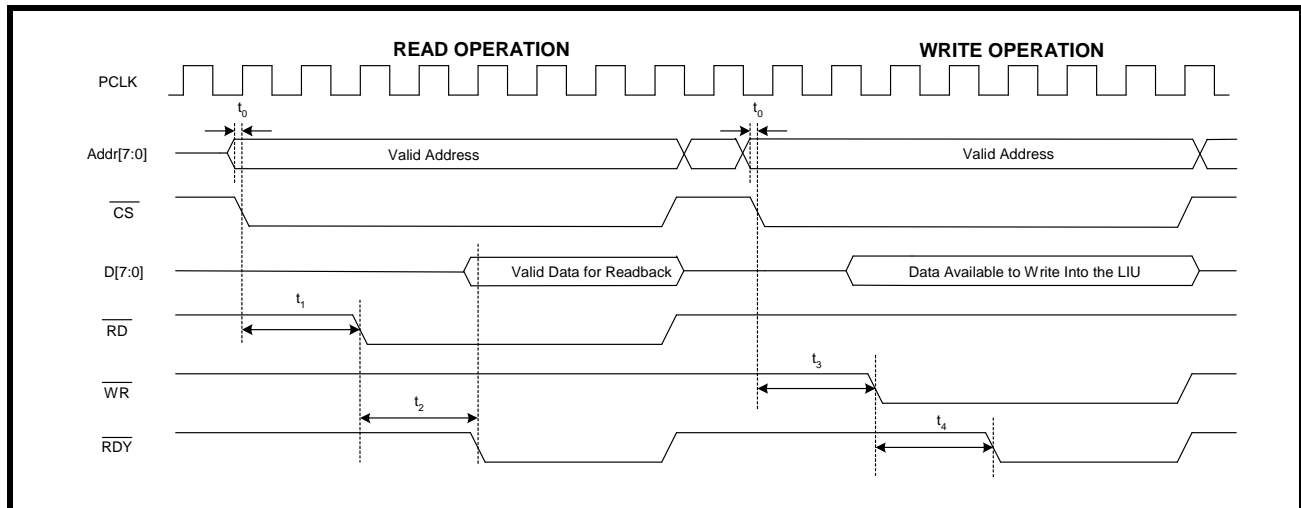 READ OPERATION WRITE OPERATION
PCLK
t0 t0
Addr[7:0] Valid Address Valid Address
CS
D[7:0] Valid Data for Readback Data Available to Write Into the LIU
t1
RD
t3
WR
t2 t4
RDY